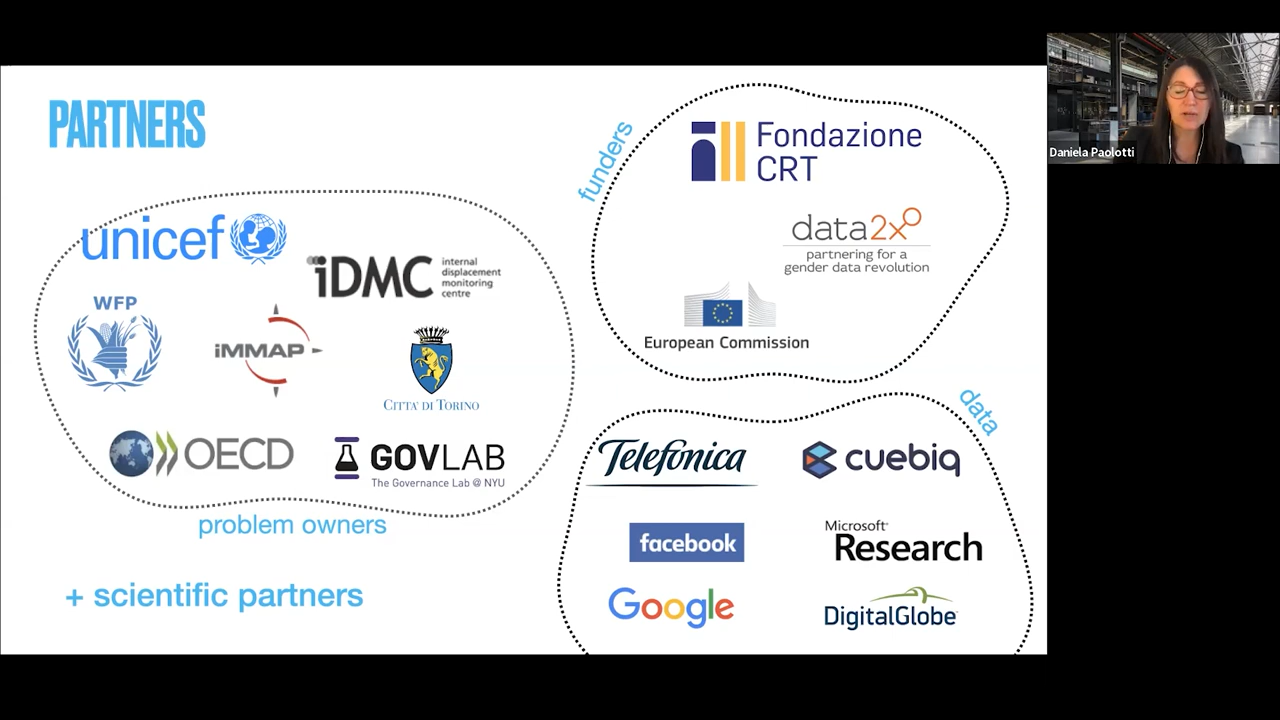 PARTNERS
unicef
iDMC
internal
displacement
monitoring
centre
WFP
iMMAP
CITTA' DI TORINO
OECD
GOVLAB
The Governance Lab @ NYU
problem owners
+ scientific partners
funders
Fondazione
CRT
data2x
partnering for a
gender data revolution
European Commission
data
Telefónica
cuebiq
facebook
Microsoft
Research
Google
DigitalGlobe
Daniela Paolotti